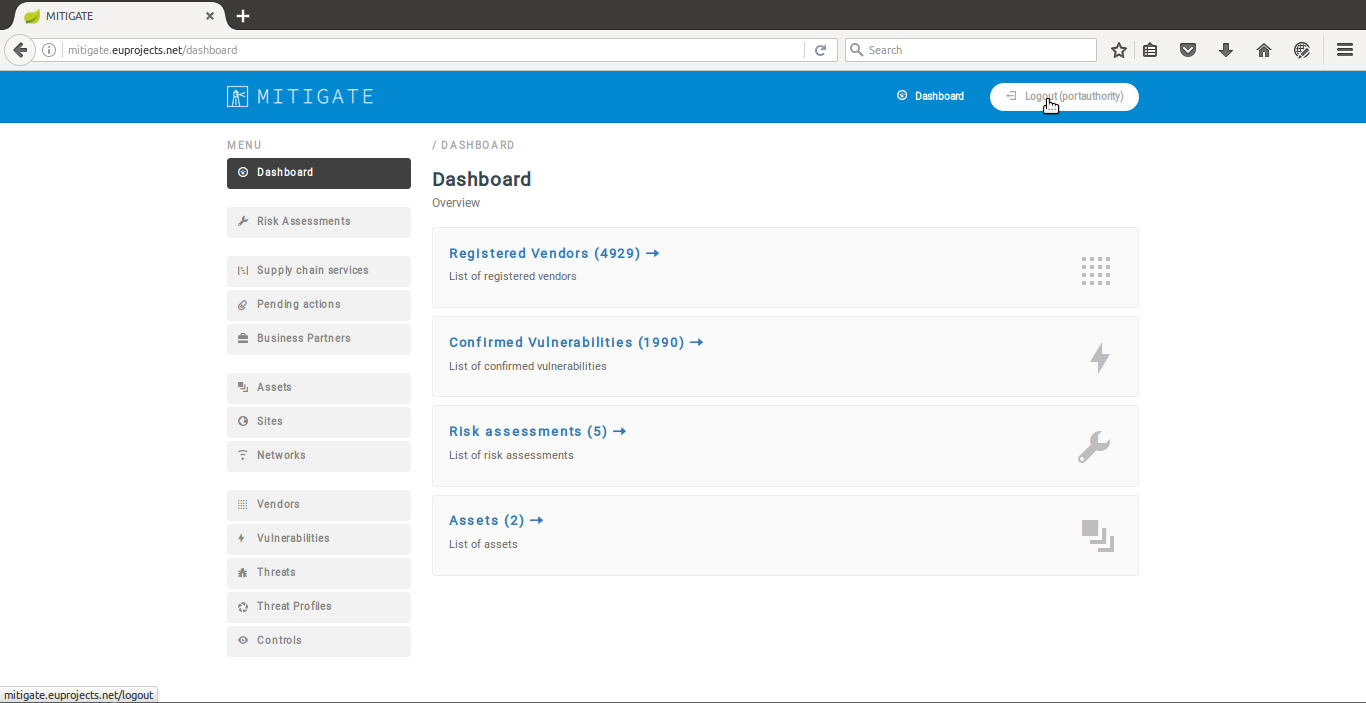 MITIGATE
mitigate.euprojects.net/dashboard
Search
MITIGATE
Dashboard
Logout (portauthority)
MENU
Dashboard
Risk Assessments
Supply chain services
Pending actions
Business Partners
Assets
Sites
Networks
Vendors
Vulnerabilities
Threats
Threat Profiles
Controls
/ DASHBOARD
Dashboard
Overview
Registered Vendors (4929) →
List of registered vendors
Confirmed Vulnerabilities (1990) →
List of confirmed vulnerabilities
Risk assessments (5) →
List of risk assessments
Assets (2) →
List of assets
mitigate.euprojects.net/logout